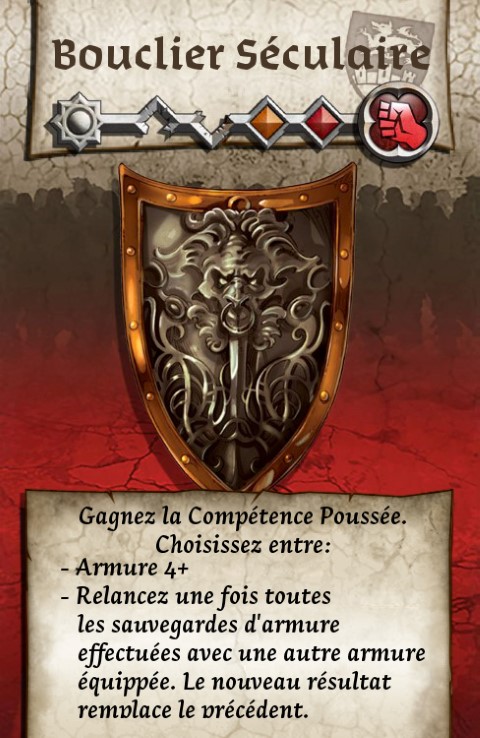 Bouclier Séculaire
Gagnez la Compétence Poussée.
Choisissez entre:
- Armure 4+
- Relancez une fois toutes
les sauvegardes d'armure
effectuées avec une autre armure
équippée. Le nouveau résultat
remplace le précédent.